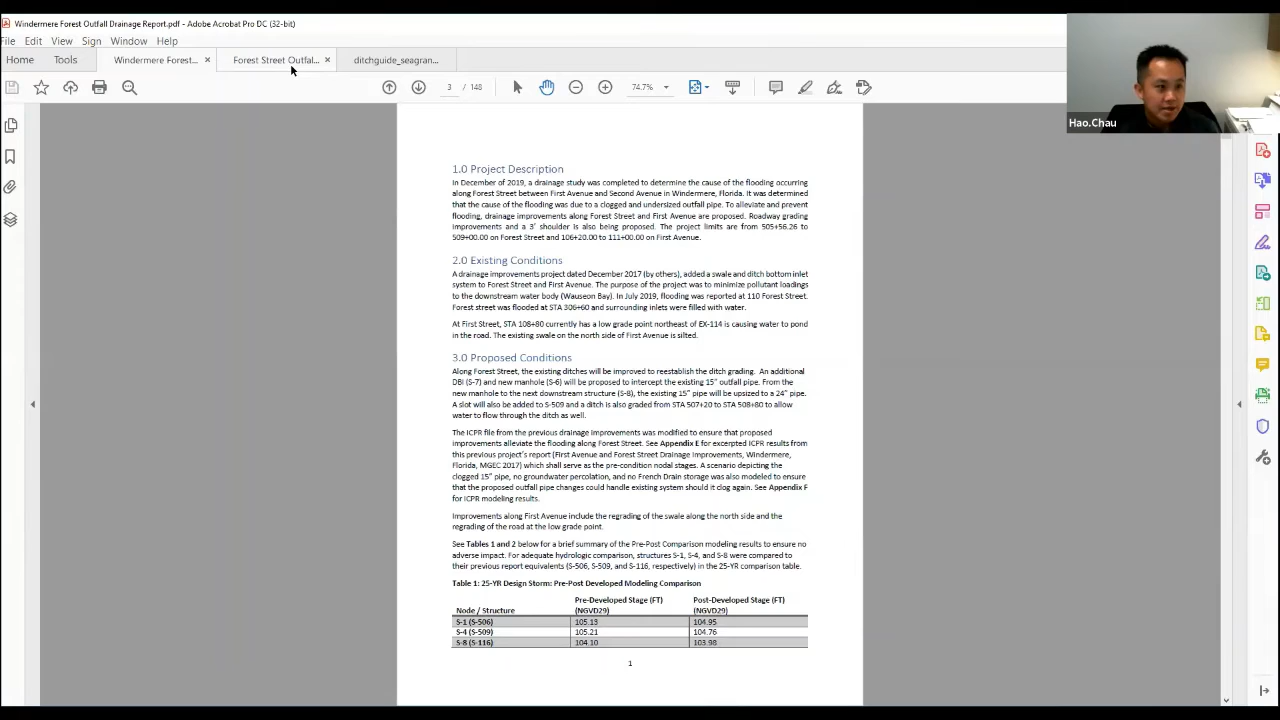 Windermere Forest Outfall Drainage Report.pdf - Adobe Acrobat Pro DC (32-bit)
File Edit View Sign Window Help
Home Tools Windermere Forest... × Forest Street Outfal... × ditchguide_seagran...
3 / 148 74.7%
Hao.Chau
1.0 Project Description
In December of 2019, a drainage study was completed to determine the cause of the flooding occurring
along Forest Street between First Avenue and Second Avenue in Windermere, Florida. It was determined
that the cause of the flooding was due to a clogged and undersized outfall pipe. To alleviate and prevent
flooding, drainage improvements along Forest Street and First Avenue are proposed. Roadway grading
improvements and a 3' shoulder is also being proposed. The project limits are from 505+56.26 to
509+00.00 on Forest Street and 106+20.00 to 111+00.00 on First Avenue.
2.0 Existing Conditions
A drainage improvements project dated December 2017 (by others), added a swale and ditch bottom inlet
system to Forest Street and First Avenue. The purpose of the project was to minimize pollutant loadings
to the downstream water body (Wauseon Bay). In July 2019, flooding was reported at 110 Forest Street.
Forest street was flooded at STA 306+60 and surrounding inlets were filled with water.
At First Street, STA 108+80 currently has a low grade point northeast of EX-114 is causing water to pond
in the road. The existing swale on the north side of First Avenue is silted.
3.0 Proposed Conditions
Along Forest Street, the existing ditches will be improved to reestablish the ditch grading. An additional
DBI (S-7) and new manhole (S-6) will be proposed to intercept the existing 15" outfall pipe. From the
new manhole to the next downstream structure (S-8), the existing 15" pipe will be upsized to a 24" pipe.
A slot will also be added to S-509 and a ditch is also graded from STA 507+20 to STA 508+80 to allow
water to flow through the ditch as well.
The ICPR file from the previous drainage improvements was modified to ensure that proposed
improvements alleviate the flooding along Forest Street. See Appendix E for excerpted ICPR results from
this previous project's report (First Avenue and Forest Street Drainage Improvements, Windermere,
Florida, MGEC 2017) which shall serve as the pre-condition nodal stages. A scenario depicting the
clogged 15" pipe, no groundwater percolation, and no French Drain storage was also modeled to ensure
that the proposed outfall pipe changes could handle existing system should it clog again. See Appendix F
for ICPR modeling results.
Improvements along First Avenue include the regrading of the swale along the north side and the
regrading of the road at the low grade point.
See Tables 1 and 2 below for a brief summary of the Pre-Post Comparison modeling results to ensure no
adverse impact. For adequate hydrologic comparison, structures S-1, S-4, and S-8 were compared to
their previous report equivalents (S-506, S-509, and S-116, respectively) in the 25-YR comparison table.
Table 1: 25-YR Design Storm: Pre-Post Developed Modeling Comparison
Pre-Developed Stage (FT) Post-Developed Stage (FT)
Node / Structure (NGVD29) (NGVD29)
S-1 (S-506) 105.13 104.95
S-4 (S-509) 105.21 104.76
S-8 (S-116) 104.10 103.98
1